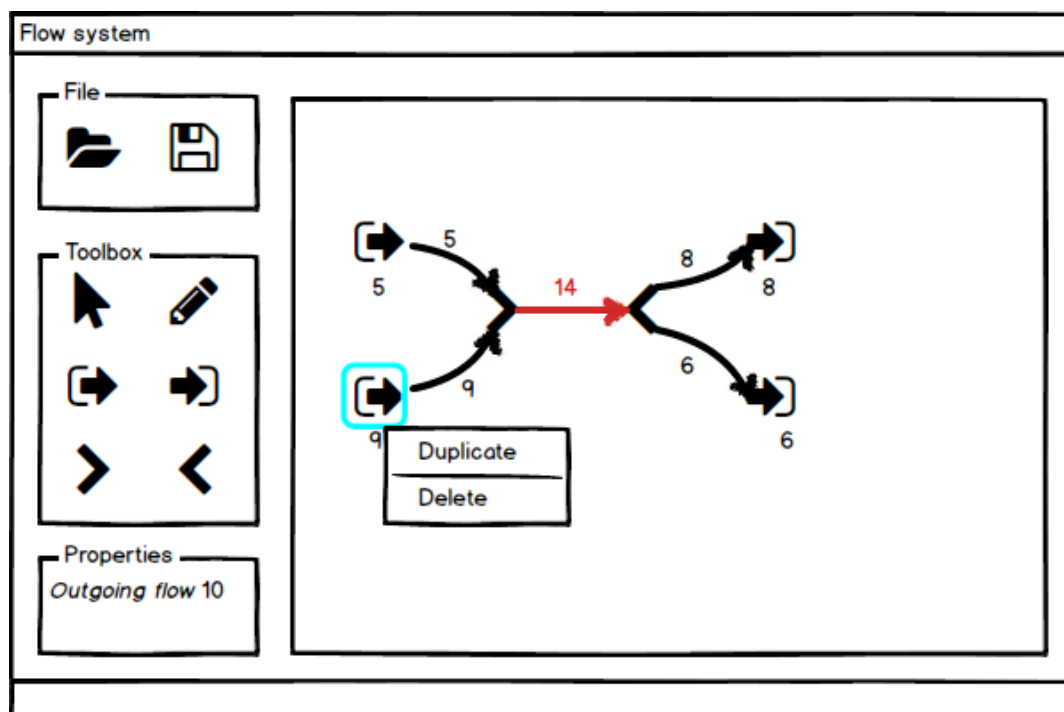 Flow system
File
Toolbox
Properties
Outgoing flow 10
5
5
9
9
14
8
8
6
6
Duplicate
Delete